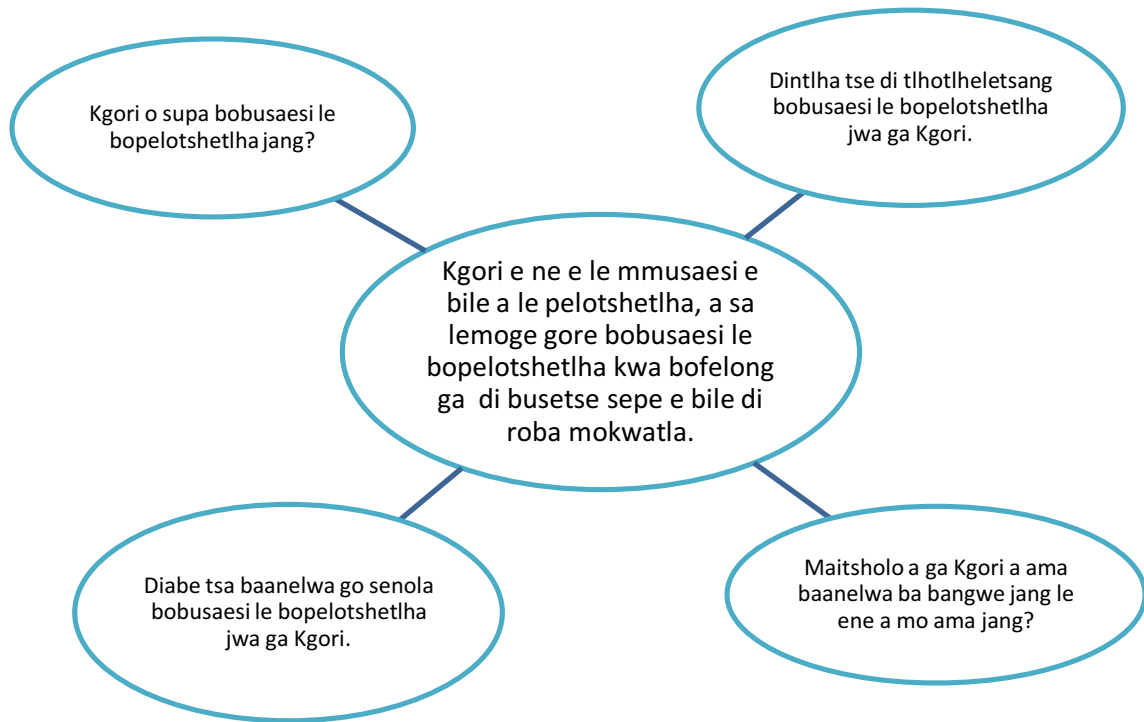 Kgori o supa bobusaesi le
bopelotshetlha jang?
Dintlha tse di tlhotlheletsang
bobusaesi le bopelotshetlha
jwa ga Kgori.
Kgori e ne e le mmusaesi e
bile a le pelotshetlha, a sa
lemoge gore bobusaesi le
bopelotshetlha kwa bofelong
ga di busetse sepe e bile di
roba mokwatla.
Diabe tsa baanelwa go senola
bobusaesi le bopelotshetlha
jwa ga Kgori.
Maitsholo a ga Kgori a ama
baanelwa ba bangwe jang le
ene a mo ama jang?